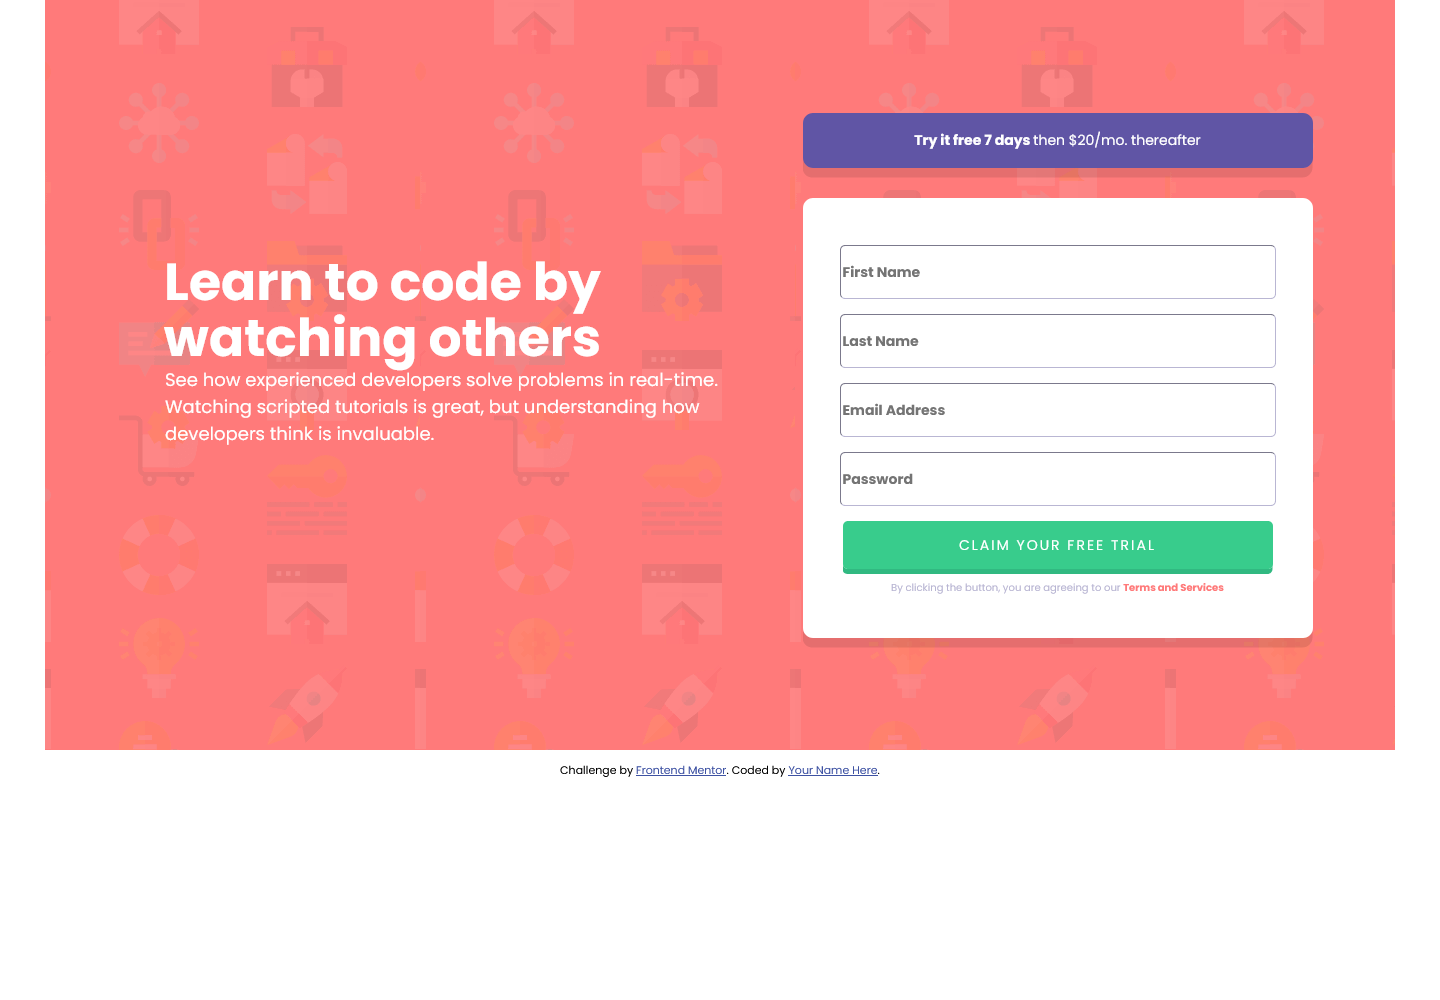 Learn to code by
watching others
See how experienced developers solve problems in real-time.
Watching scripted tutorials is great, but understanding how
developers think is invaluable.
Try it free 7 days then $20/mo. thereafter
First Name
Last Name
Email Address
Password
CLAIM YOUR FREE TRIAL
By clicking the button, you are agreeing to our Terms and Services
Challenge by Frontend Mentor. Coded by Your Name Here.